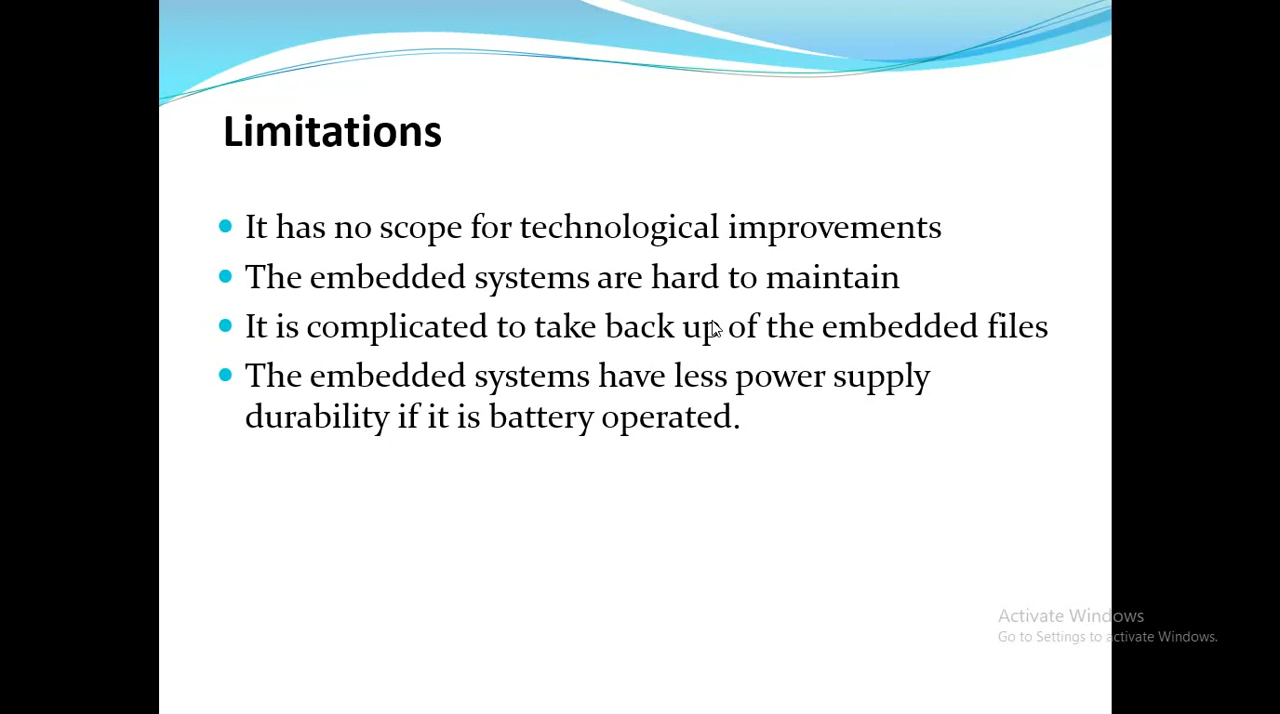 Limitations
It has no scope for technological improvements
The embedded systems are hard to maintain
It is complicated to take back up of the embedded files
The embedded systems have less power supply
durability if it is battery operated.
Activate Windows
Go to Settings to activate Windows.